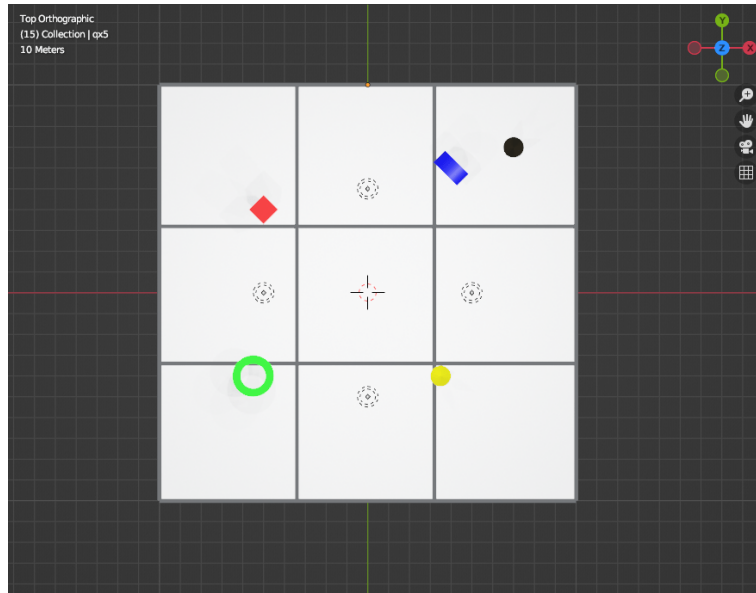 Top Orthographic
(15) Collection | qx5
10 Meters
Y
Z
X